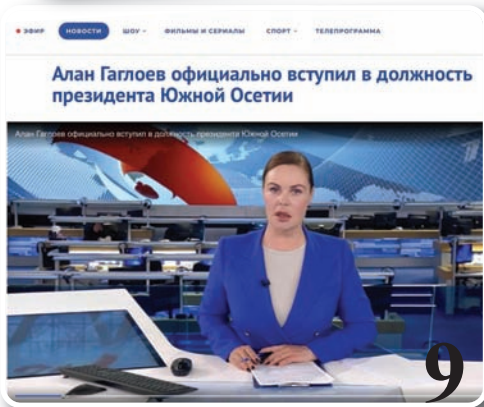 ЭФИР НОВОСТИ ШОУ ФИЛЬМЫ И СЕРИАЛЫ СПОРТ ТЕЛЕПРОГРАММА
Алан Гаглоев официально вступил в должность
президента Южной Осетии
Алан Гаглоев официально вступил в должность президента Южной Осетии
9